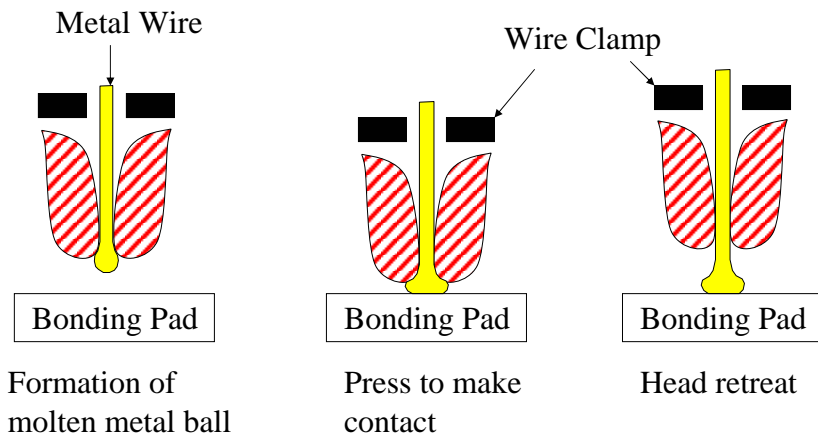 Metal Wire
Wire Clamp
Bonding Pad
Bonding Pad
Bonding Pad
Formation of
molten metal ball
Press to make
contact
Head retreat